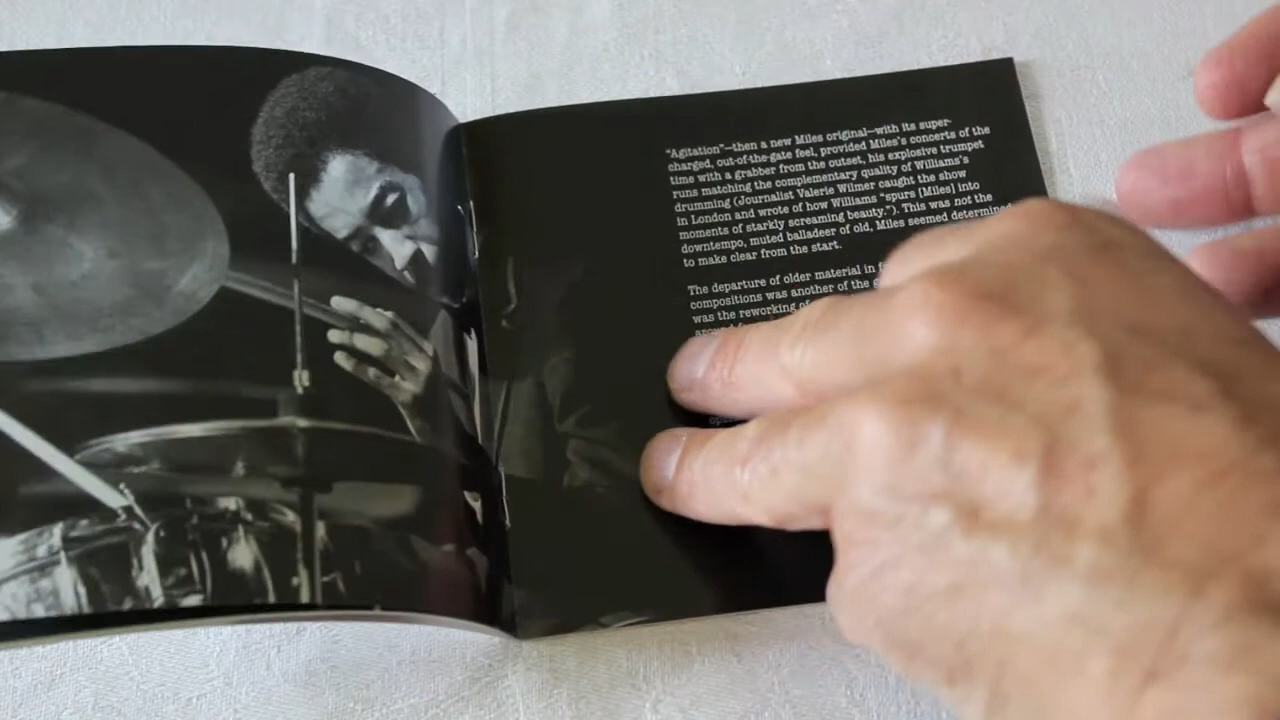 “Agitation”—then a new Miles original—with its super-
charged, out-of-the-gate feel, provided Miles’s concerts of the
time with a grabber from the outset, his explosive trumpet
runs matching the complementary quality of Williams’s
drumming (Journalist Valerie Wilmer caught the show
in London and wrote of how Williams “spurs [Miles] into
moments of starkly screaming beauty.”). This was not the
downtempo, muted balladeer of old, Miles seemed determined
to make clear from the start.
The departure of older material in
compositions was another of the
was the reworking of